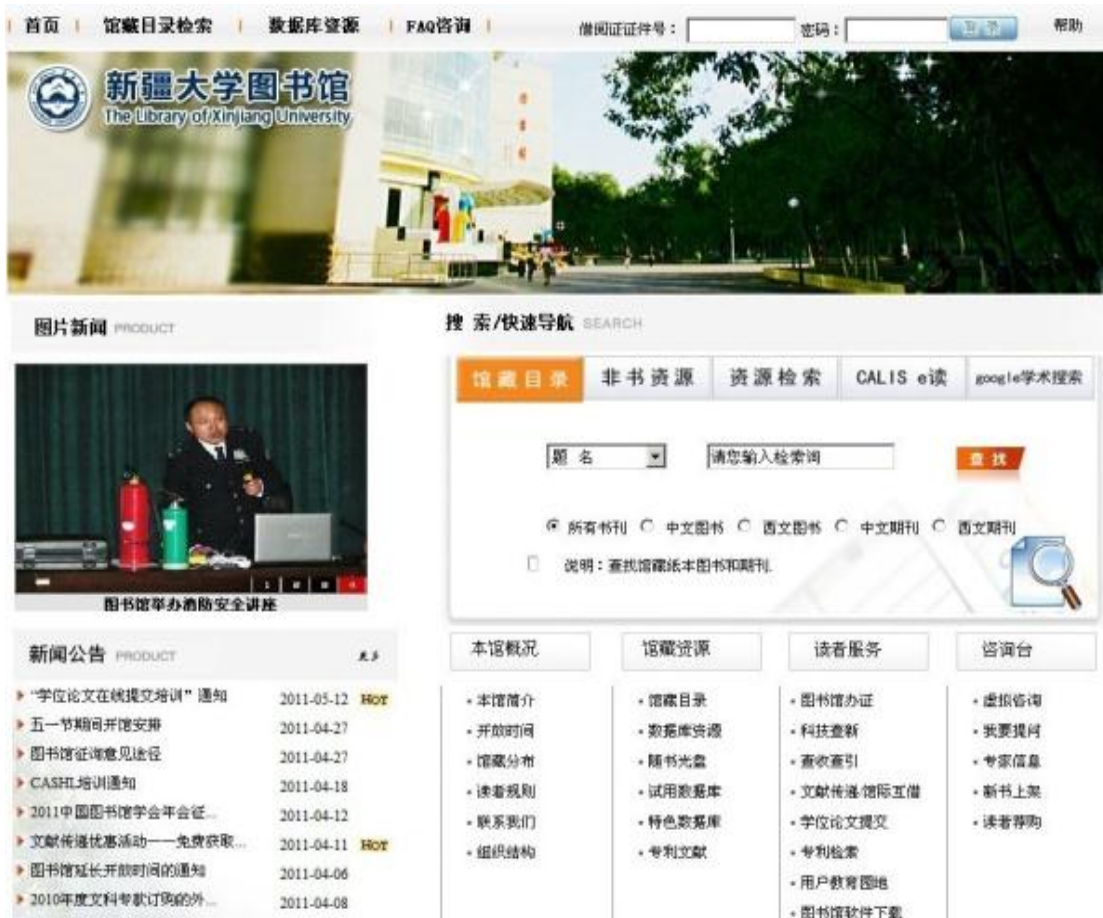 首页 馆藏目录检索 数据库资源 FAQ咨询 借阅证证件号： 密码： 登录 帮助
新疆大学图书馆
The Library of Xinjiang University
图片新闻 PRODUCT
搜 索/快速导航 SEARCH
馆藏目录 非书资源 资源检索 CALIS e读 google学术搜索
题 名 请您输入检索词 查找
所有书刊 中文图书 西文图书 中文期刊 西文期刊
说明：查找馆藏纸本图书和期刊.
图书馆举办消防安全讲座
新闻公告 PRODUCT 更多
“学位论文在线提交培训”通知 2011-05-12 HOT
五一节期间开馆安排 2011-04-27
图书馆征询意见途径 2011-04-27
CASHL培训通知 2011-04-18
2011中国图书馆学会年会征... 2011-04-12
文献传递优惠活动——免费获取... 2011-04-11 HOT
图书馆延长开放时间的通知 2011-04-06
2010年度文科专款订购的外... 2011-04-08
本馆概况
本馆简介
开放时间
馆藏分布
读者规则
联系我们
组织结构
馆藏资源
馆藏目录
数据库资源
随书光盘
试用数据库
特色数据库
专利文献
读者服务
图书馆办证
科技查新
查收查引
文献传递/馆际互借
学位论文提交
专利检索
用户教育园地
图书馆软件下载
咨询台
虚拟咨询
我要提问
专家信息
新书上架
读者荐购